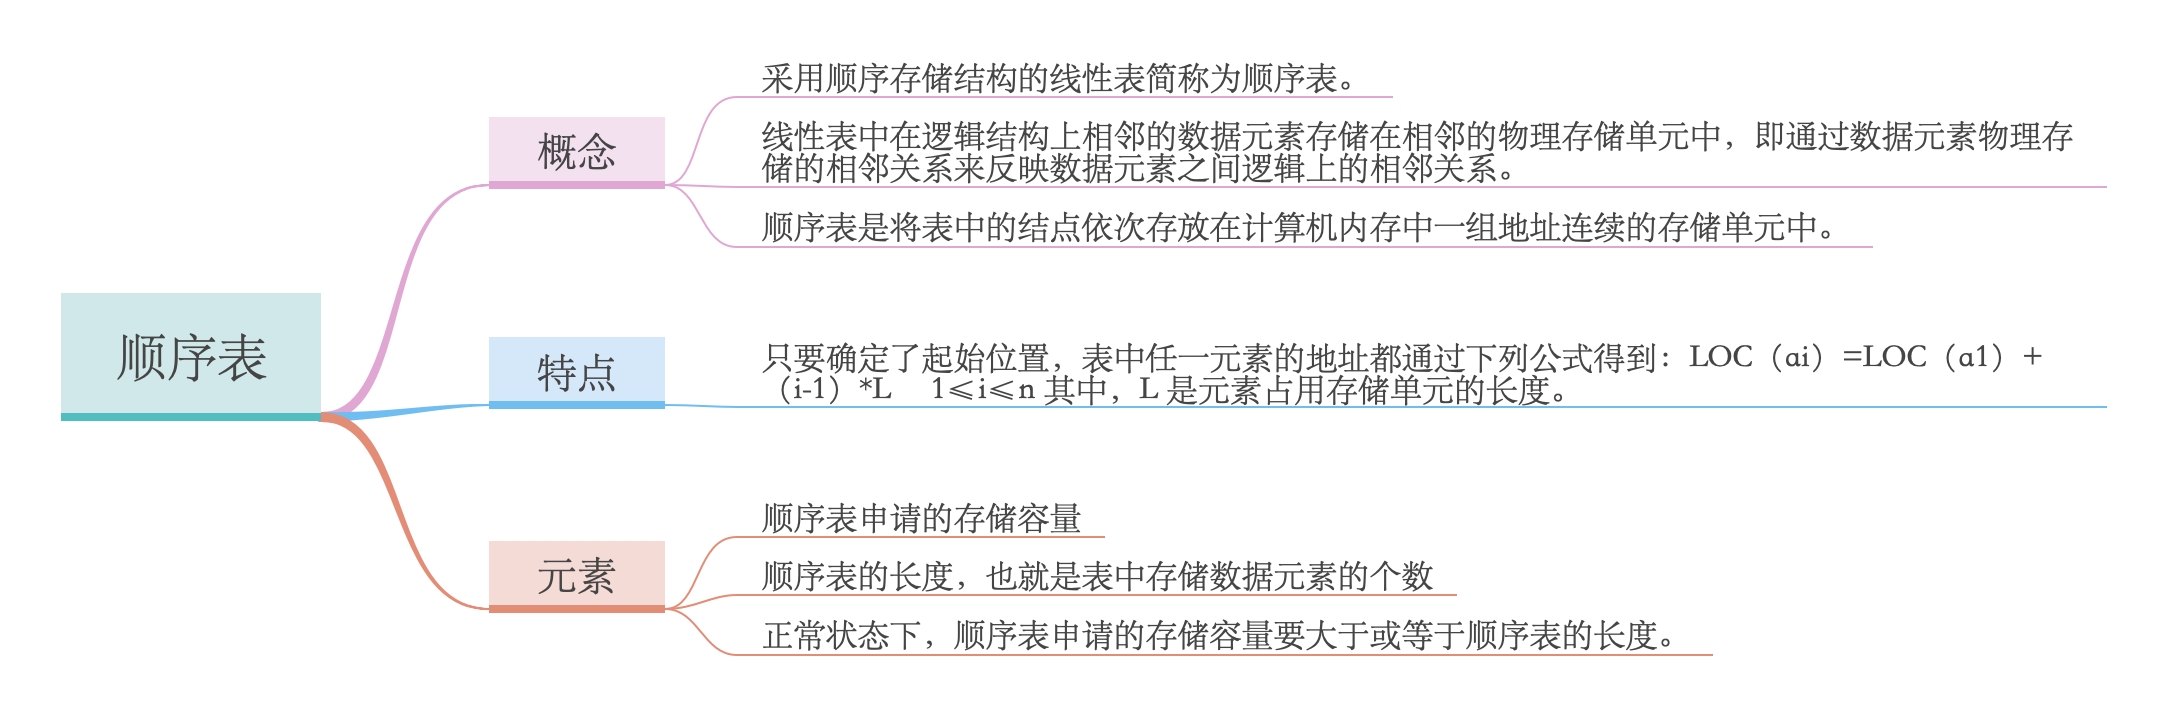 顺序表
概念
采用顺序存储结构的线性表简称为顺序表。
线性表中在逻辑结构上相邻的数据元素存储在相邻的物理存储单元中，即通过数据元素物理存
储的相邻关系来反映数据元素之间逻辑上的相邻关系。
顺序表是将表中的结点依次存放在计算机内存中一组地址连续的存储单元中。
特点
只要确定了起始位置，表中任一元素的地址都通过下列公式得到：LOC（ai）=LOC（a1）+
（i-1）*L 1≤i≤n 其中，L 是元素占用存储单元的长度。
元素
顺序表申请的存储容量
顺序表的长度，也就是表中存储数据元素的个数
正常状态下，顺序表申请的存储容量要大于或等于顺序表的长度。